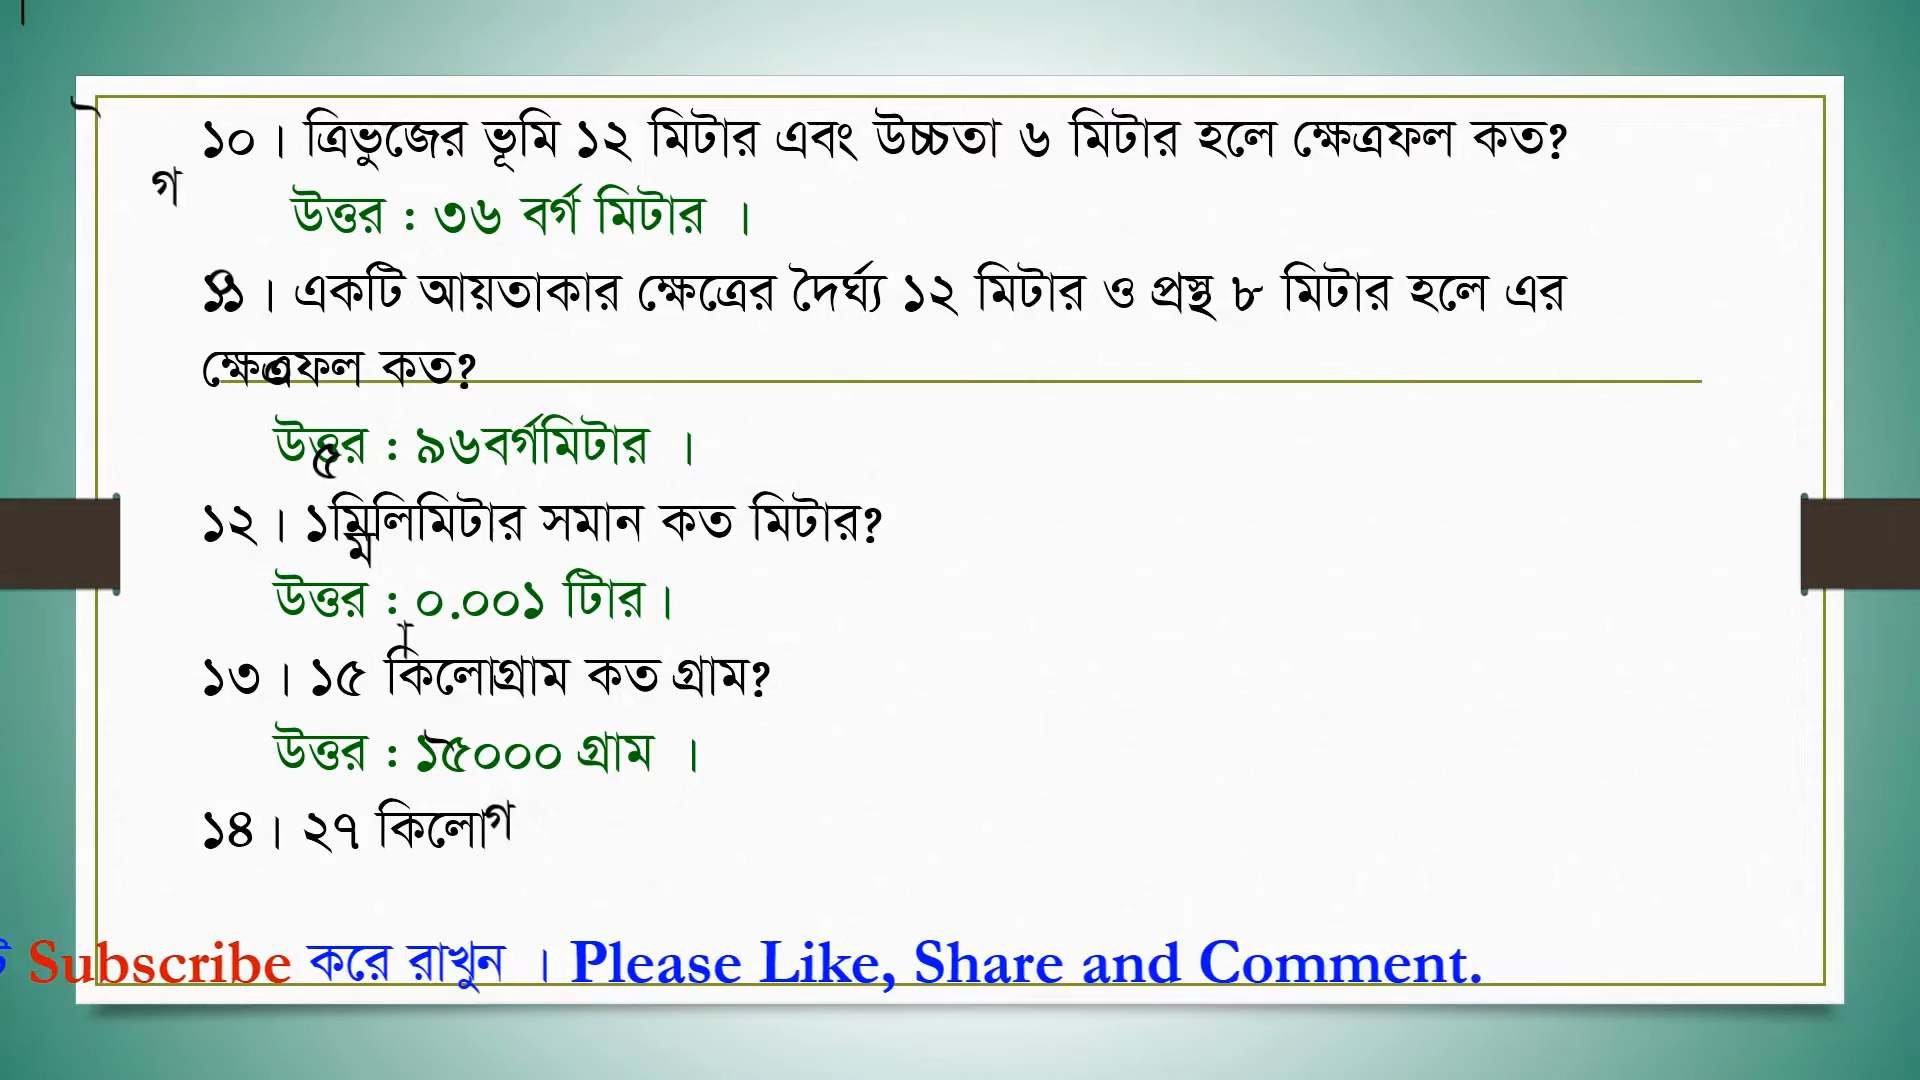 ১০। ত্রিভুজের ভূমি ১২ মিটার এবং উচ্চতা ৬ মিটার হলে ক্ষেত্রফল কত?
উত্তর : ৩৬ বর্গ মিটার ।
১১। একটি আয়তাকার ক্ষেত্রের দৈর্ঘ্য ১২ মিটার ও প্রস্থ ৮ মিটার হলে এর
ক্ষেত্রফল কত?
উত্তর : ৯৬বর্গমিটার ।
১২। ১মিলিমিটার সমান কত মিটার?
উত্তর : ০.০০১ টিার।
১৩। ১৫ কিলোগ্রাম কত গ্রাম?
উত্তর : ১৫০০০ গ্রাম ।
১৪। ২৭ কিলোগ
Subscribe করে রাখুন । Please Like, Share and Comment.